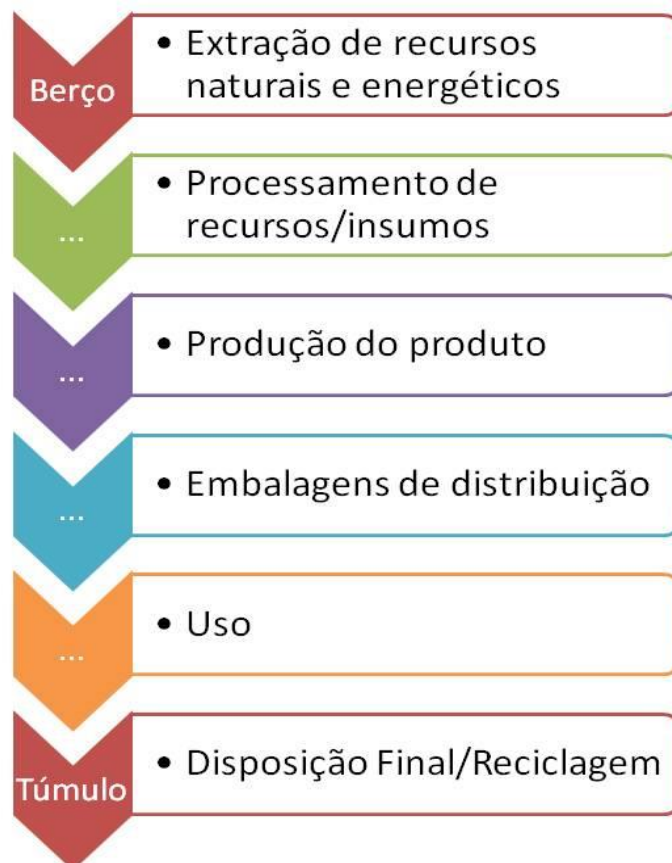 Berço
• Extração de recursos
naturais e energéticos
...
• Processamento de
recursos/insumos
...
• Produção do produto
...
• Embalagens de distribuição
...
• Uso
Túmulo
• Disposição Final/Reciclagem